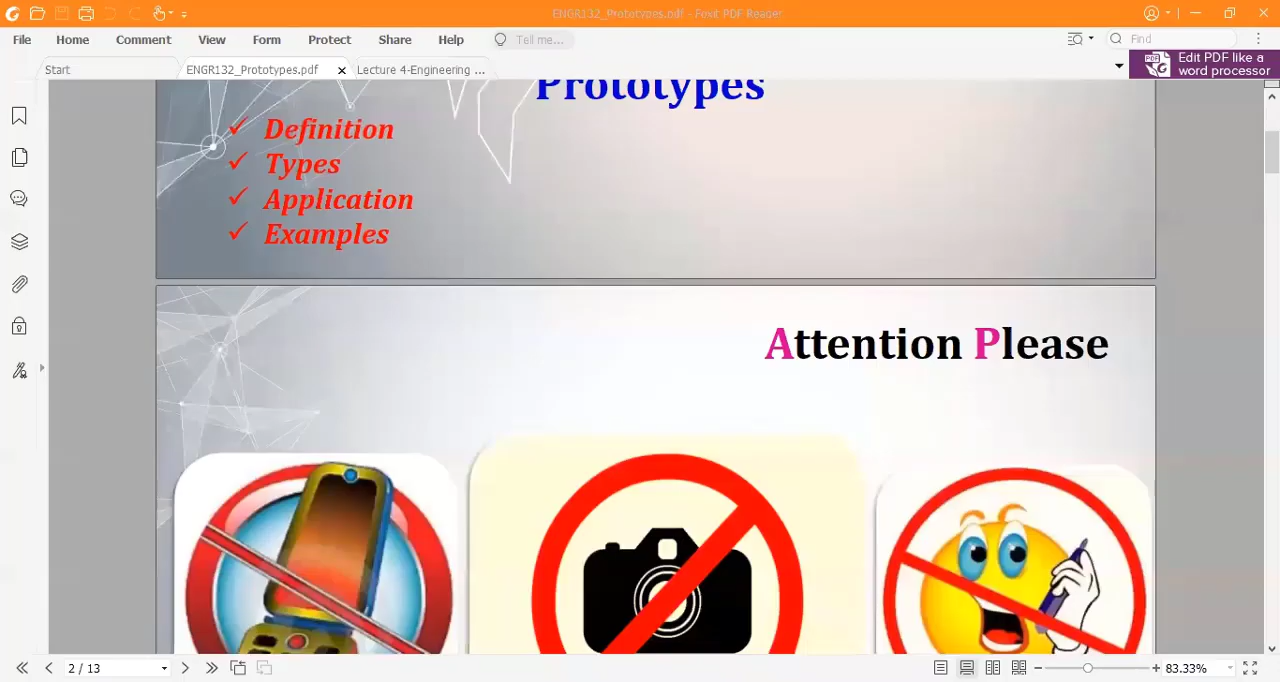 ENGR132_Prototypes.pdf - Foxit PDF Reader
File Home Comment View Form Protect Share Help Tell me... Find
Start ENGR132_Prototypes.pdf Lecture 4-Engineering ...
Edit PDF like a
word processor
Prototypes
✓ Definition
✓ Types
✓ Application
✓ Examples
Attention Please
2 / 13 83.33%